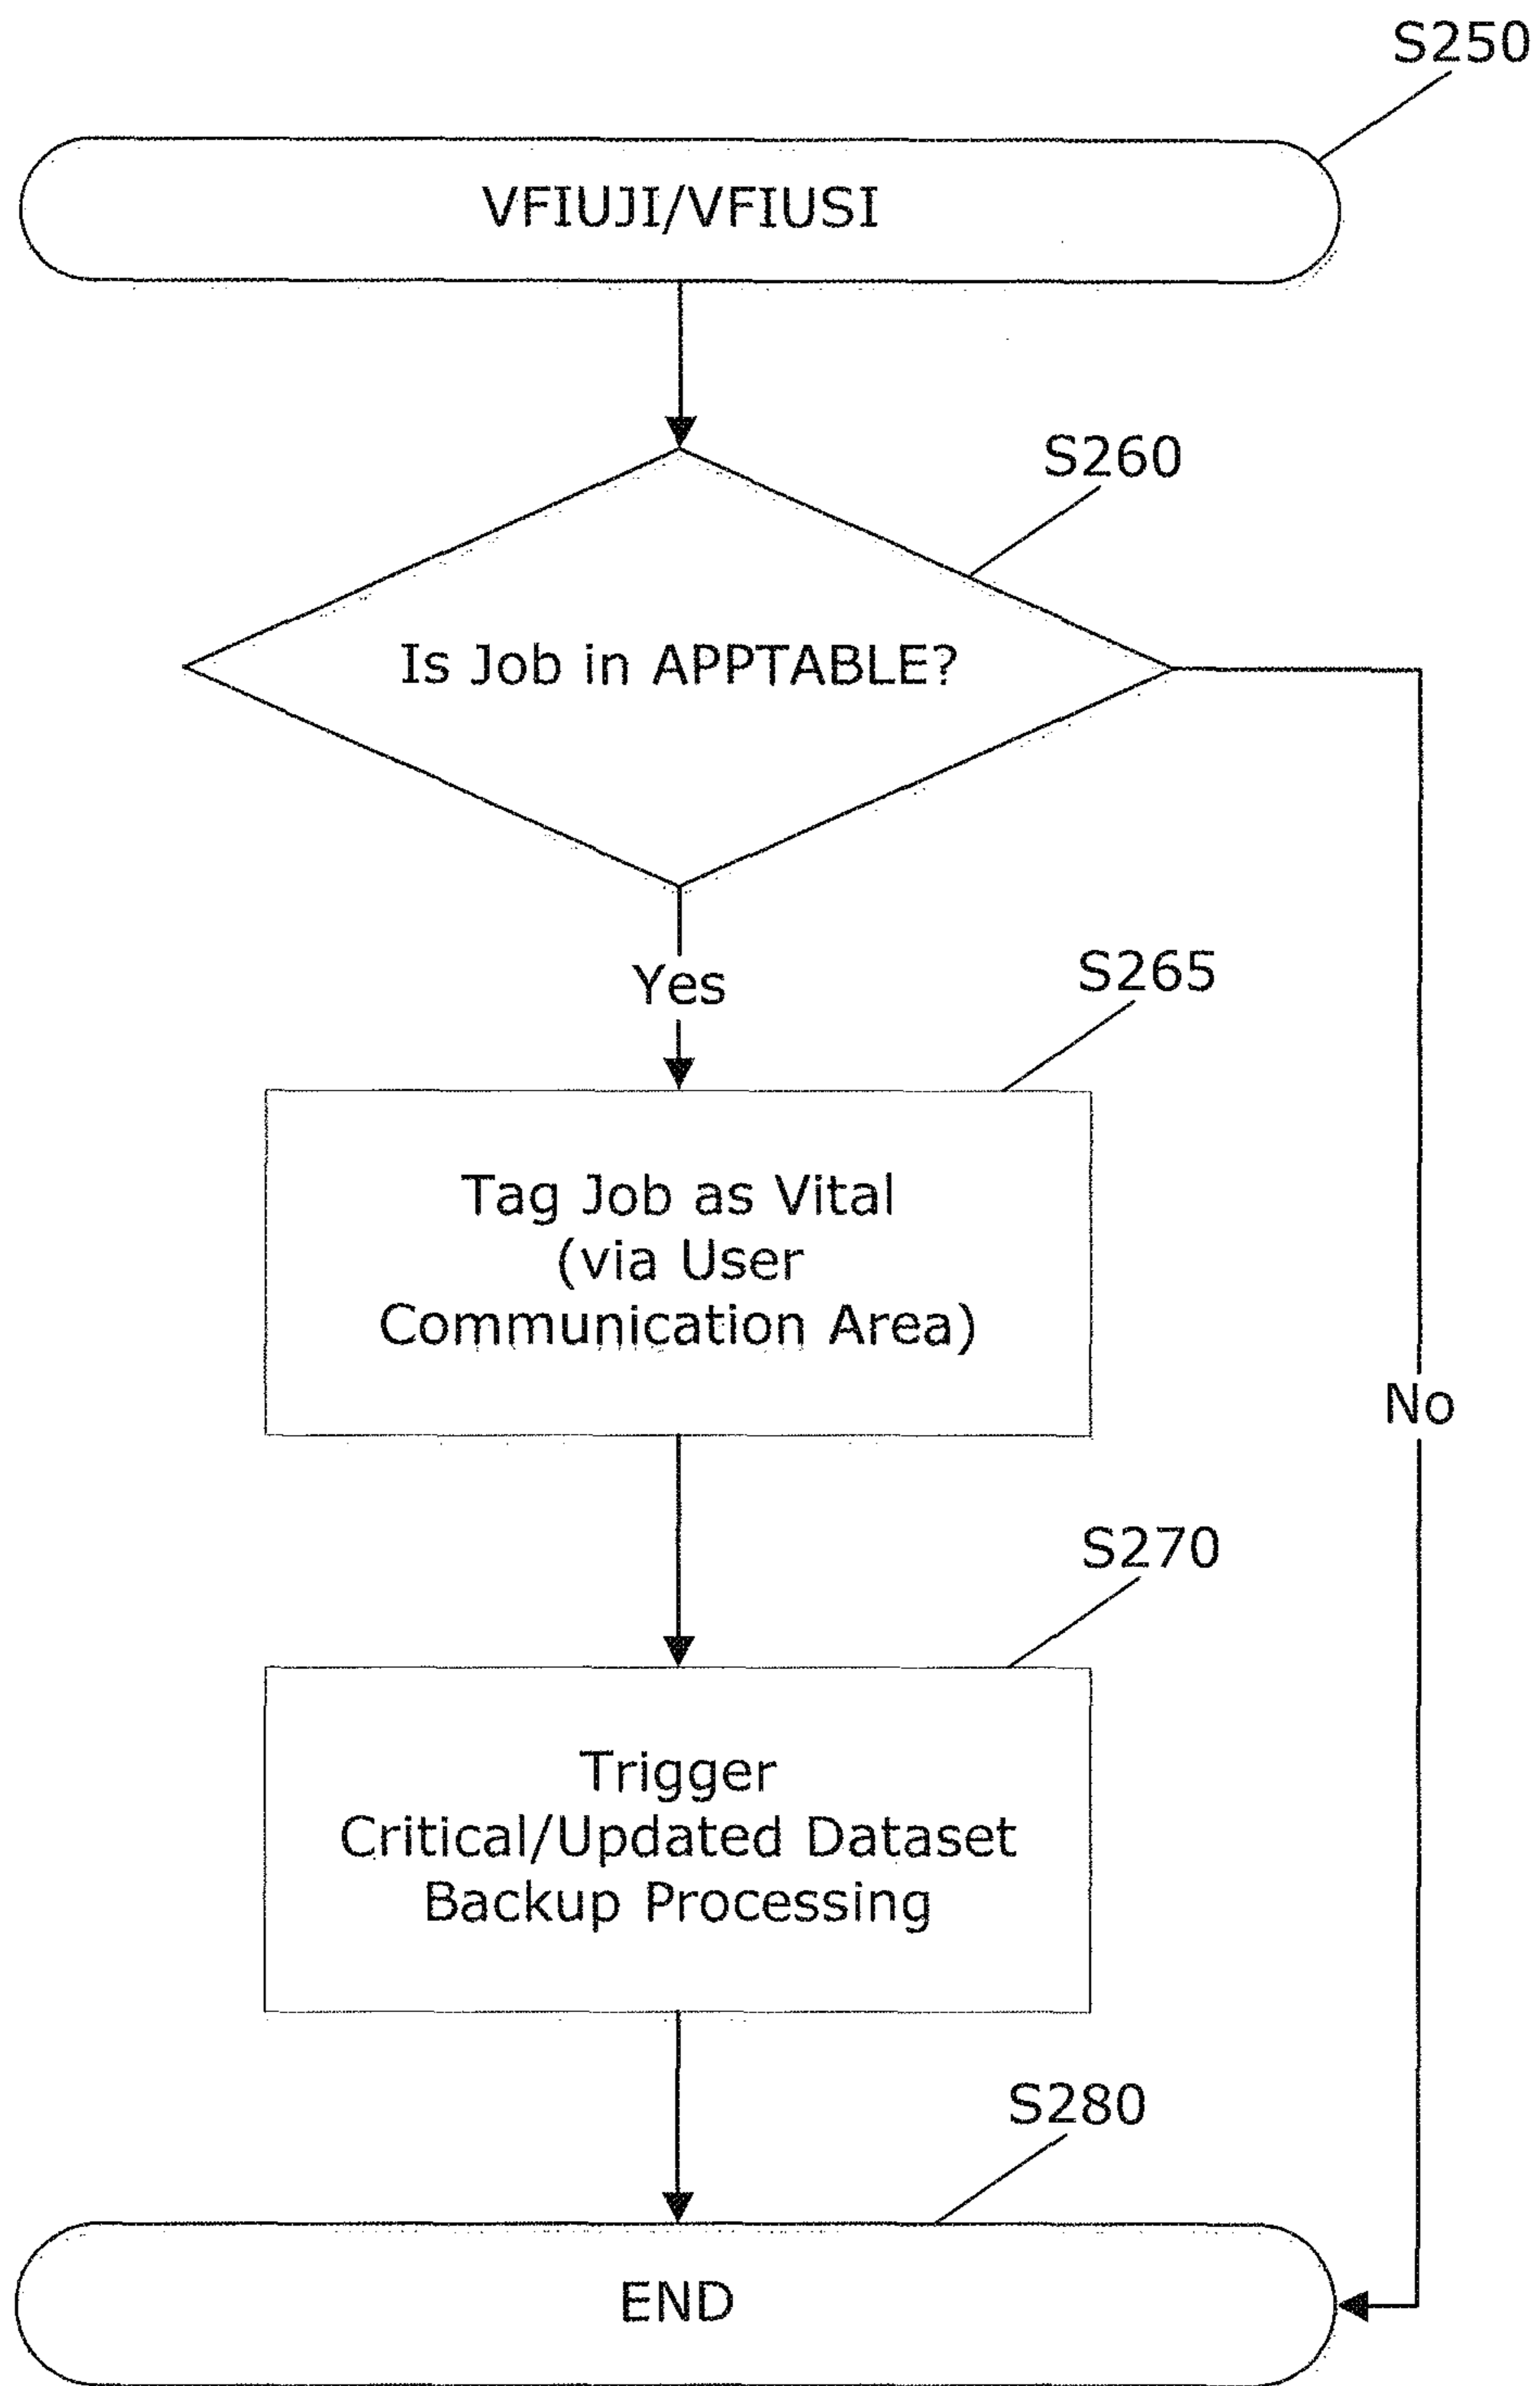 S250
VFIUJI/VFIUSI
S260
Is Job in APPTABLE?
Yes
S265
Tag Job as Vital
(via User
Communication Area)
No
S270
Trigger
Critical/Updated Dataset
Backup Processing
S280
END